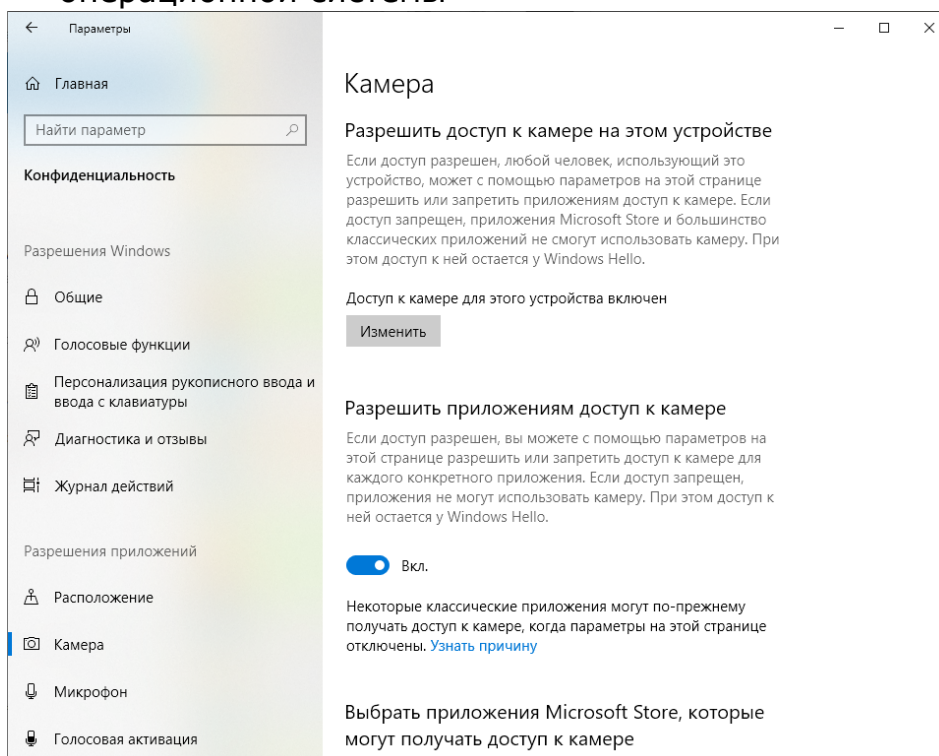 операционной системы
Параметры
Главная
Найти параметр
Конфиденциальность
Разрешения Windows
Общие
Голосовые функции
Персонализация рукописного ввода и
ввода с клавиатуры
Диагностика и отзывы
Журнал действий
Разрешения приложений
Расположение
Камера
Микрофон
Голосовая активация
Камера
Разрешить доступ к камере на этом устройстве
Если доступ разрешен, любой человек, использующий это
устройство, может с помощью параметров на этой странице
разрешить или запретить приложениям доступ к камере. Если
доступ запрещен, приложения Microsoft Store и большинство
классических приложений не смогут использовать камеру. При
этом доступ к ней остается у Windows Hello.
Доступ к камере для этого устройства включен
Изменить
Разрешить приложениям доступ к камере
Если доступ разрешен, вы можете с помощью параметров на
этой странице разрешить или запретить доступ к камере для
каждого конкретного приложения. Если доступ запрещен,
приложения не могут использовать камеру. При этом доступ к
ней остается у Windows Hello.
Вкл.
Некоторые классические приложения могут по-прежнему
получать доступ к камере, когда параметры на этой странице
отключены. Узнать причину
Выбрать приложения Microsoft Store, которые
могут получать доступ к камере